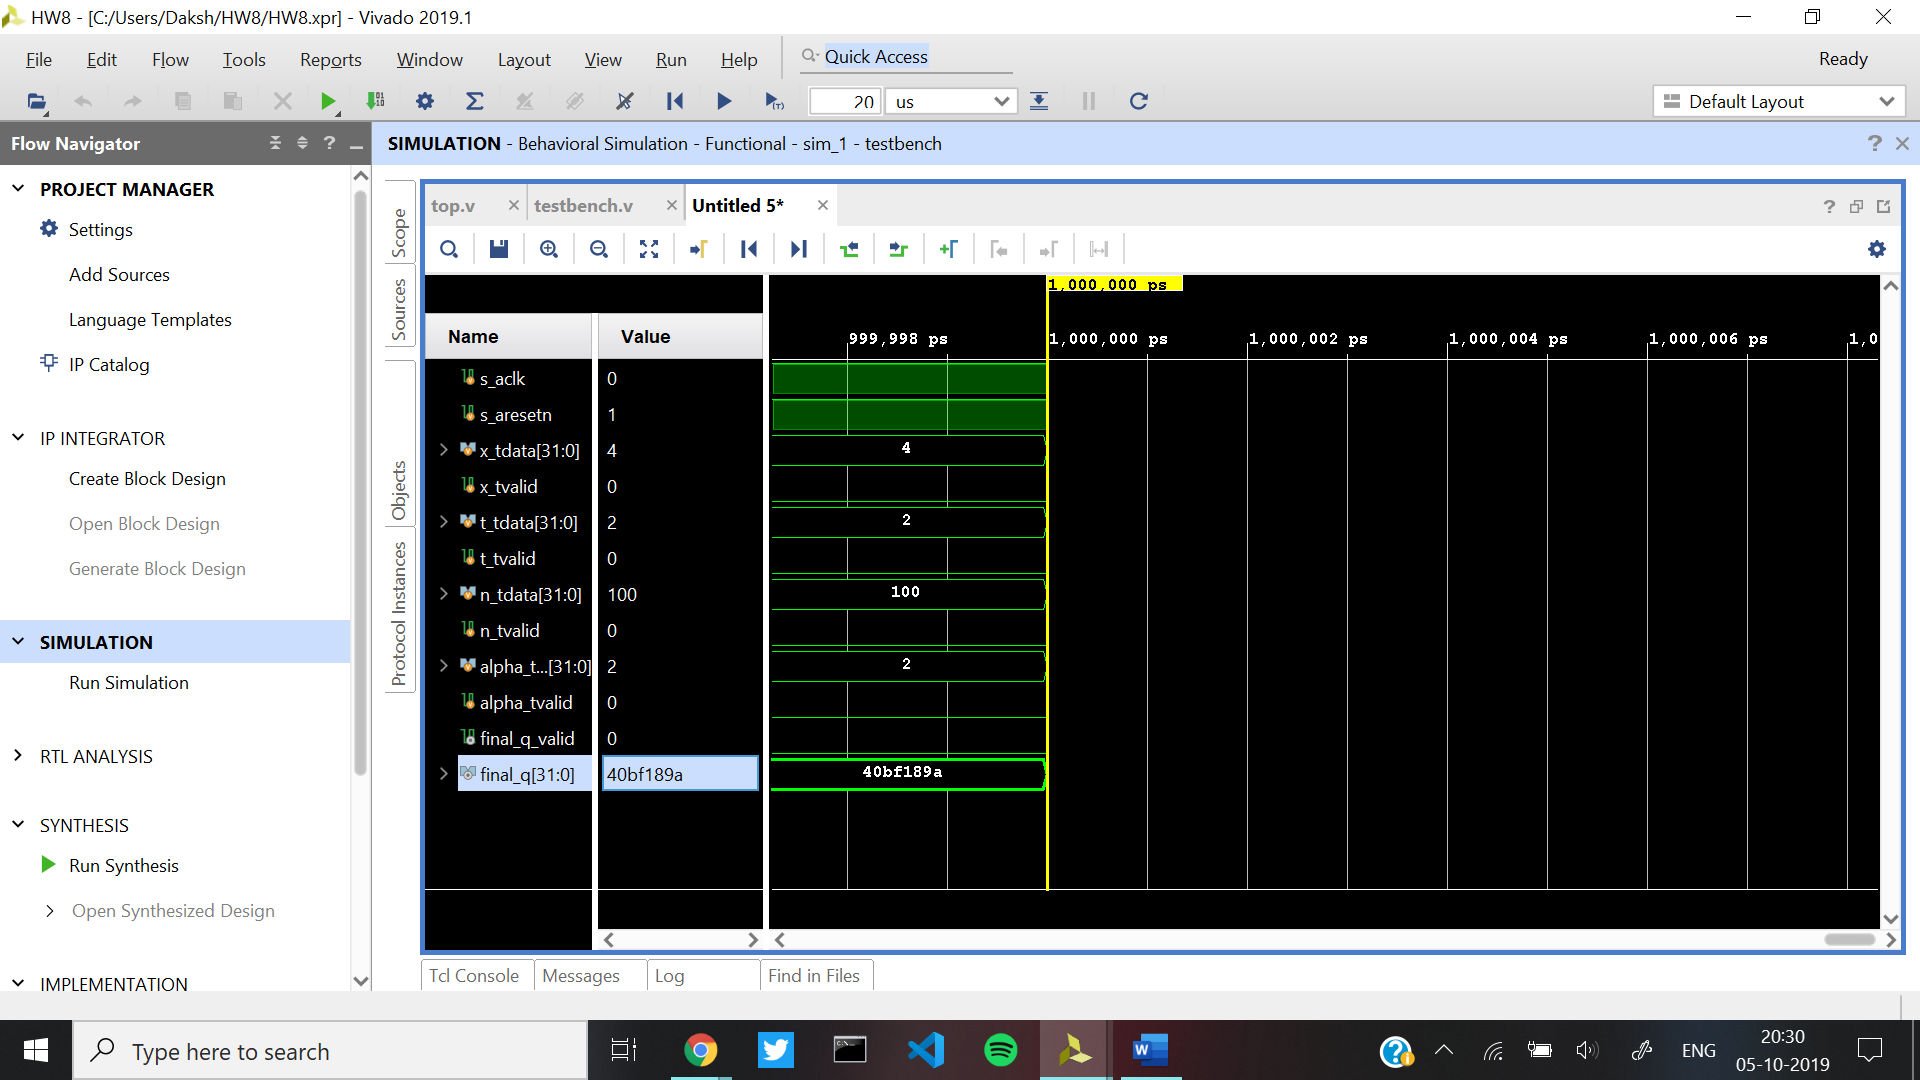 HW8 - [C:/Users/Daksh/HW8/HW8.xpr] - Vivado 2019.1
File Edit Flow Tools Reports Window Layout View Run Help Quick Access Ready
20 us Default Layout
Flow Navigator
SIMULATION - Behavioral Simulation - Functional - sim_1 - testbench
PROJECT MANAGER
Settings
Add Sources
Language Templates
IP Catalog
IP INTEGRATOR
Create Block Design
Open Block Design
Generate Block Design
SIMULATION
Run Simulation
RTL ANALYSIS
SYNTHESIS
Run Synthesis
Open Synthesized Design
IMPLEMENTATION
Scope
Sources
Objects
Protocol Instances
top.v testbench.v Untitled 5*
1,000,000 ps
Name Value 999,998 ps 1,000,000 ps 1,000,002 ps 1,000,004 ps 1,000,006 ps 1,0
s_aclk 0
s_aresetn 1
x_tdata[31:0] 4 4
x_tvalid 0
t_tdata[31:0] 2 2
t_tvalid 0
n_tdata[31:0] 100 100
n_tvalid 0
alpha_t...[31:0] 2 2
alpha_tvalid 0
final_q_valid 0
final_q[31:0] 40bf189a 40bf189a
Tcl Console Messages Log Find in Files
Type here to search
ENG
20:30
05-10-2019